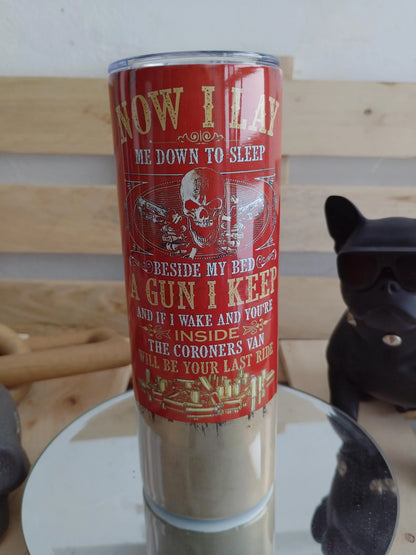 NOW I LAY
ME DOWN TO SLEEP
BESIDE MY BED
A GUN I KEEP
AND IF I WAKE AND YOU'RE
INSIDE
THE CORONERS VAN
WILL BE YOUR LAST RIDE